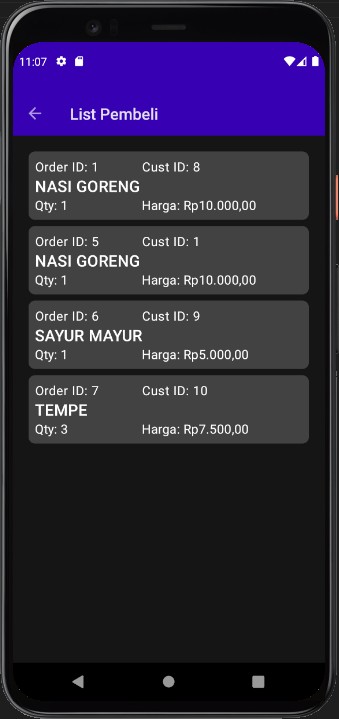 11:07
List Pembeli
Order ID: 1 Cust ID: 8
NASI GORENG
Qty: 1 Harga: Rp10.000,00
Order ID: 5 Cust ID: 1
NASI GORENG
Qty: 1 Harga: Rp10.000,00
Order ID: 6 Cust ID: 9
SAYUR MAYUR
Qty: 1 Harga: Rp5.000,00
Order ID: 7 Cust ID: 10
TEMPE
Qty: 3 Harga: Rp7.500,00